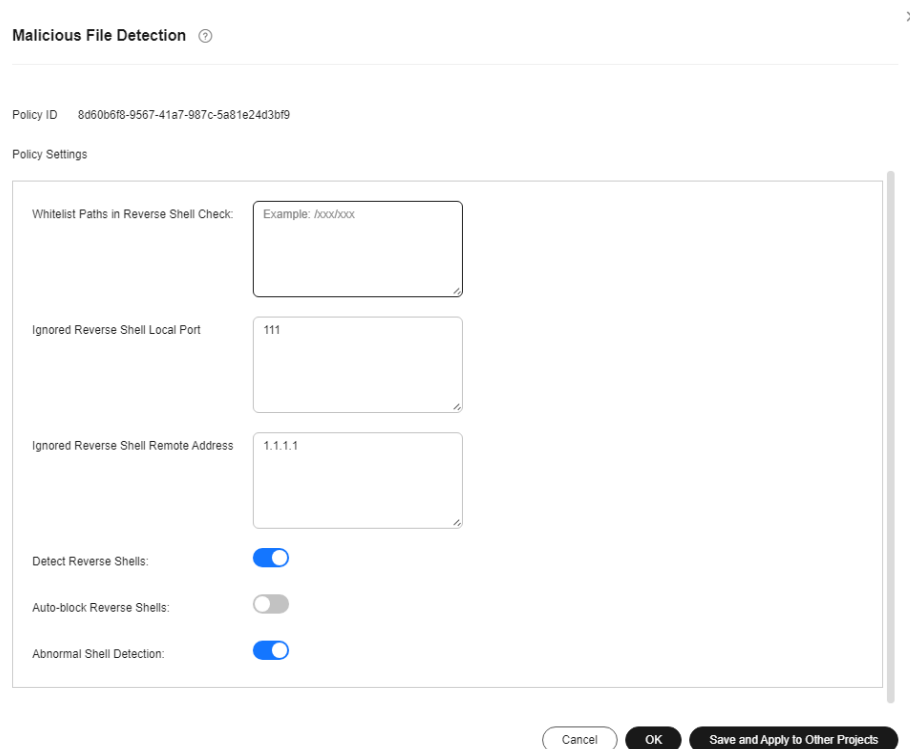 Malicious File Detection ?
Policy ID 8d60b6f8-9567-41a7-987c-5a81e24d3bf9
Policy Settings
Whitelist Paths in Reverse Shell Check: Example: /xxx/xxx
Ignored Reverse Shell Local Port 111
Ignored Reverse Shell Remote Address 1.1.1.1
Detect Reverse Shells:
Auto-block Reverse Shells:
Abnormal Shell Detection:
Cancel OK Save and Apply to Other Projects